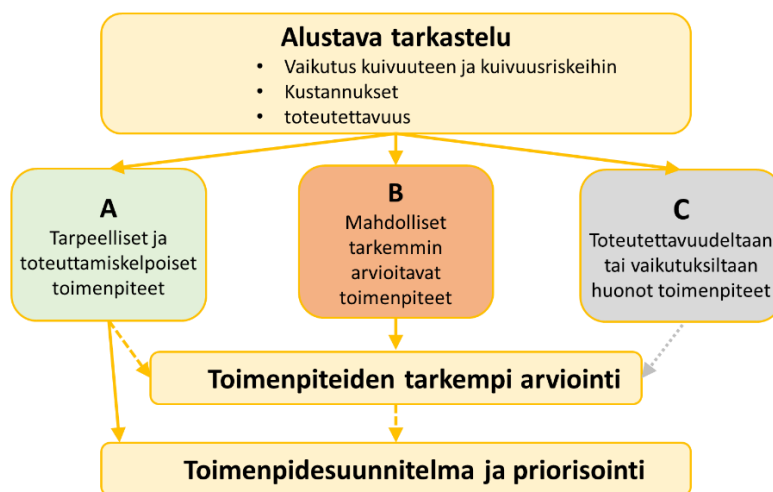 Alustava tarkastelu
• Vaikutus kuivuuteen ja kuivuusriskeihin
• Kustannukset
• toteutettavuus
A
Tarpeelliset ja
toteuttamiskelpoiset
toimenpiteet
B
Mahdolliset
tarkemmin
arvioitavat
toimenpiteet
C
Toteutettavuudeltaan
tai vaikutuksiltaan
huonot toimenpiteet
Toimenpiteiden tarkempi arviointi
Toimenpidesuunnitelma ja priorisointi